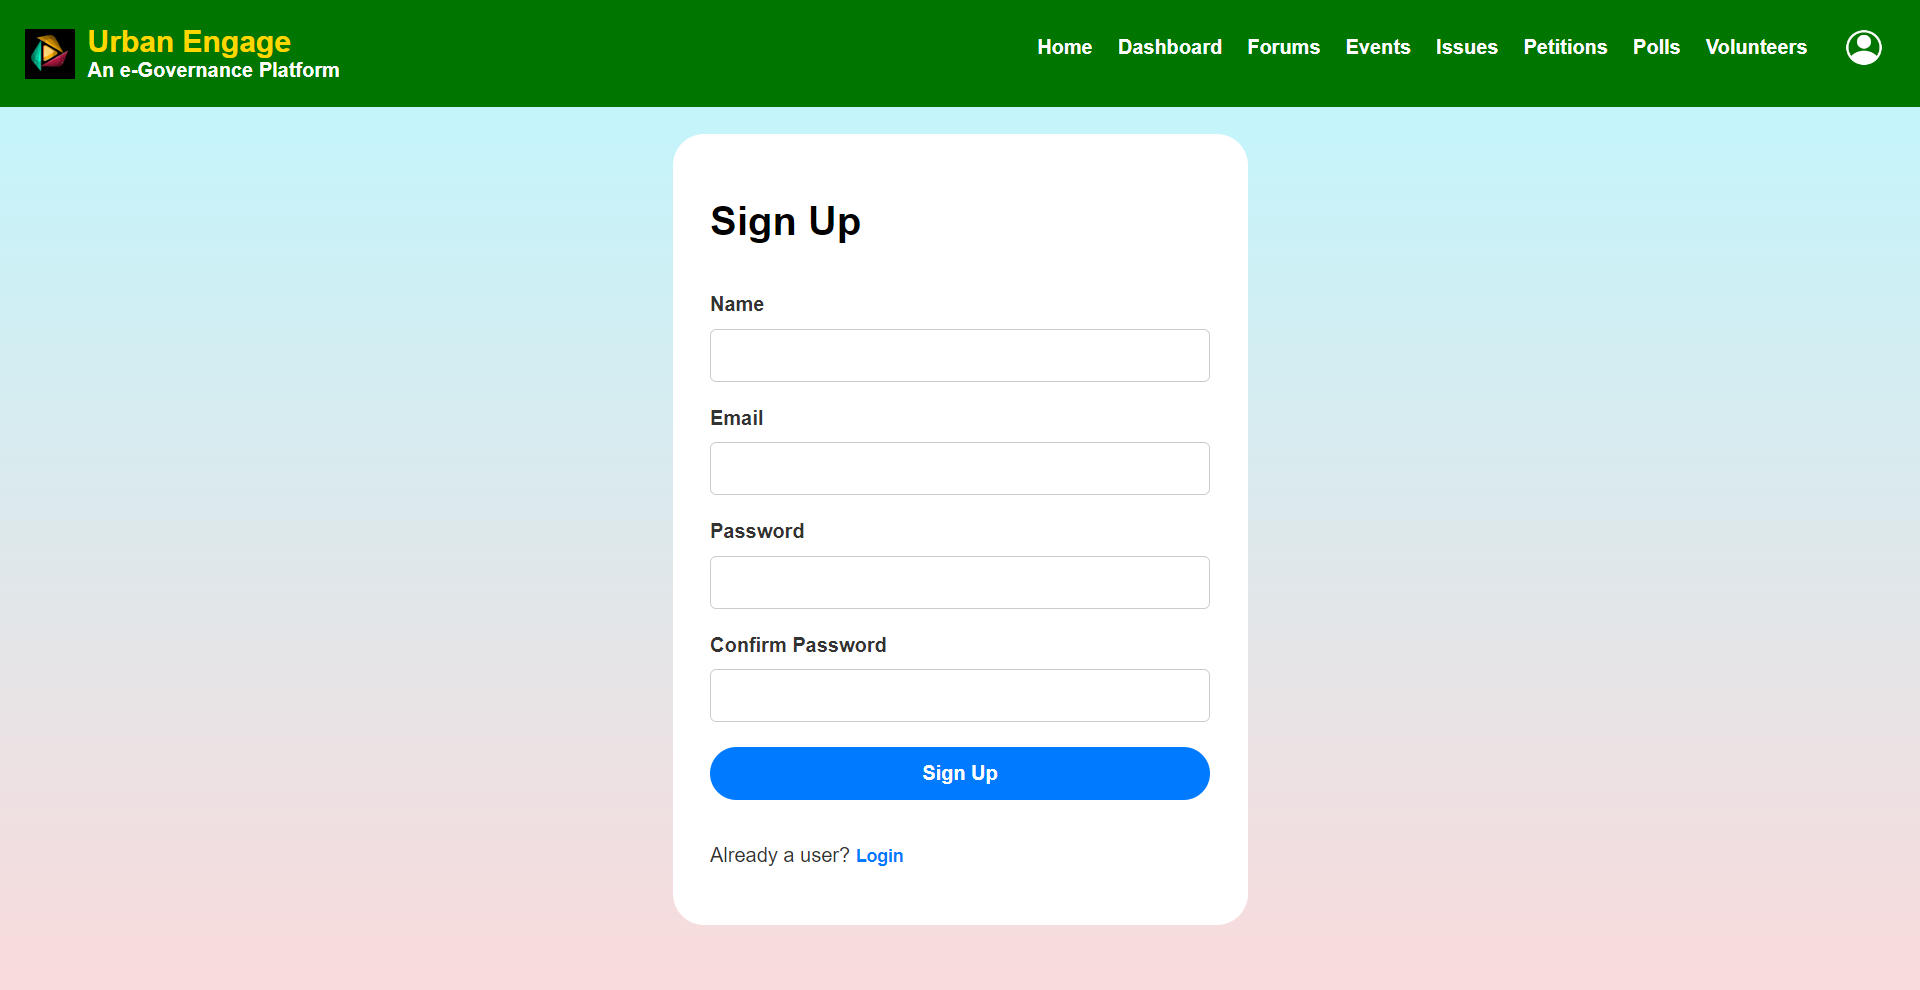 Urban Engage
An e-Governance Platform
Home Dashboard Forums Events Issues Petitions Polls Volunteers
Sign Up
Name
Email
Password
Confirm Password
Sign Up
Already a user? Login